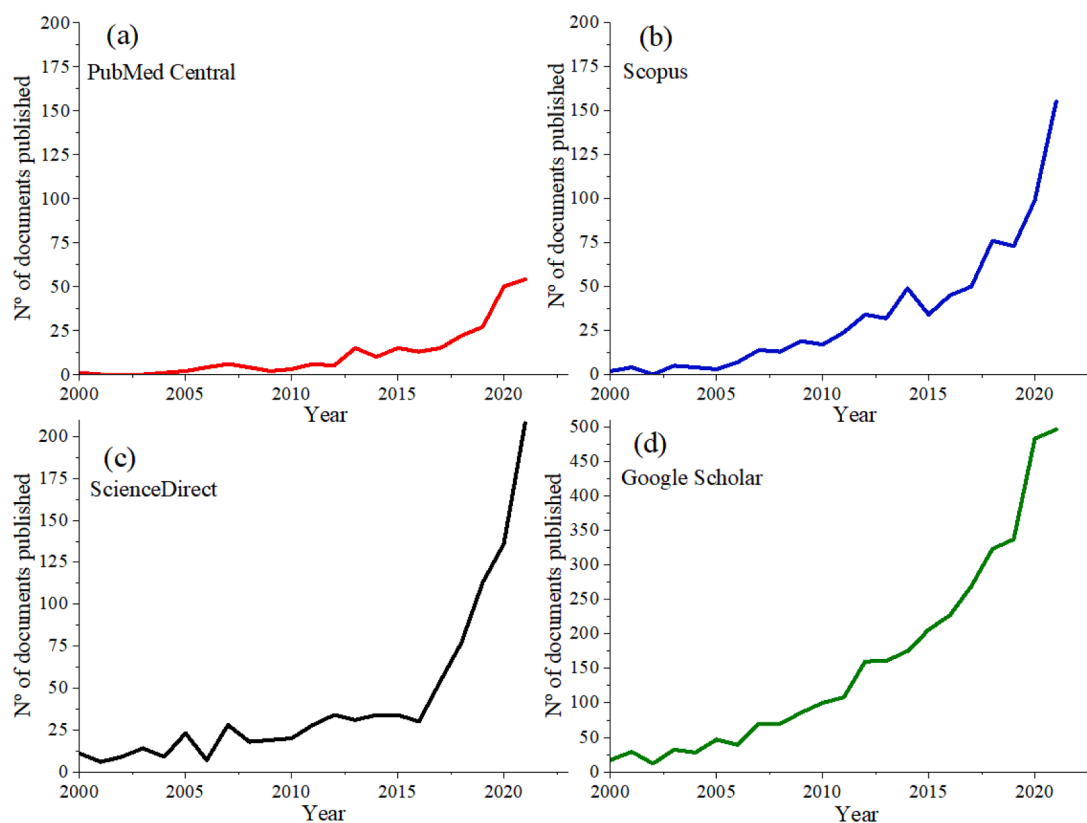 (a)
PubMed Central
Nº of documents published
200
175
150
125
100
75
50
25
0
2000 2005 2010 2015 2020
Year
(b)
Scopus
Nº of documents published
200
175
150
125
100
75
50
25
0
2000 2005 2010 2015 2020
Year
(c)
ScienceDirect
Nº of documents published
200
175
150
125
100
75
50
25
0
2000 2005 2010 2015 2020
Year
(d)
Google Scholar
Nº of documents published
500
450
400
350
300
250
200
150
100
50
0
2000 2005 2010 2015 2020
Year